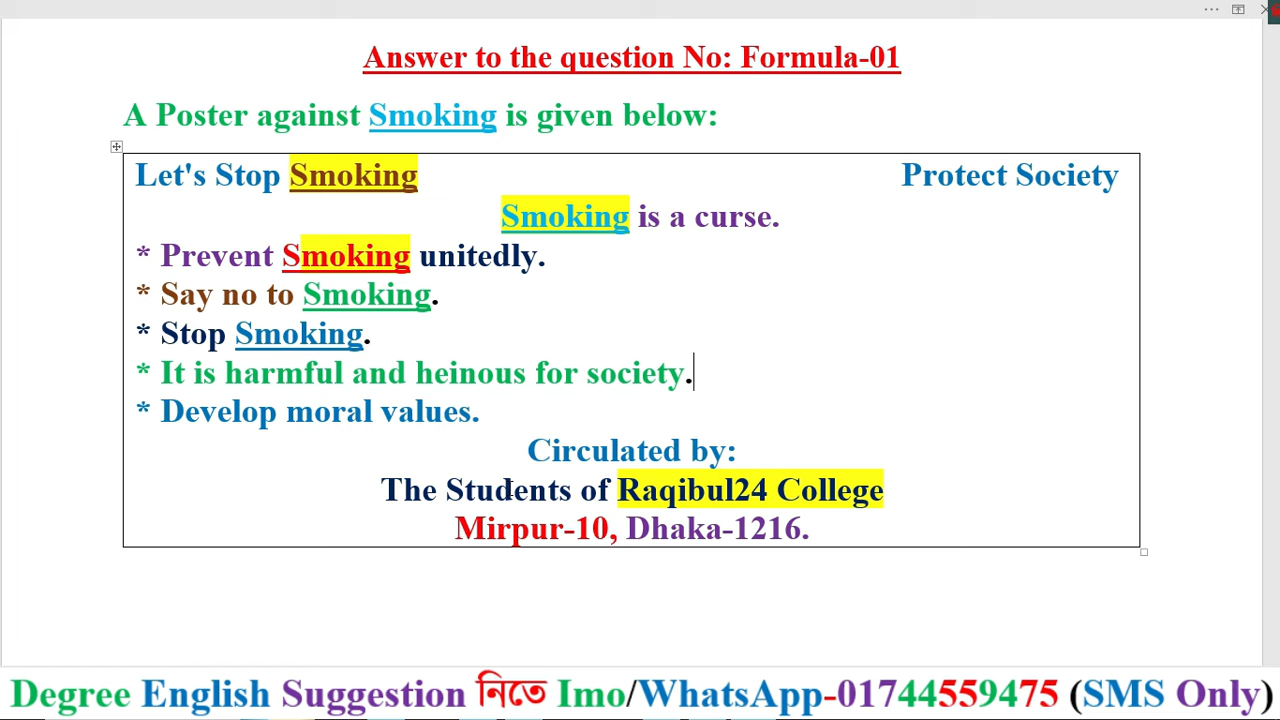 Answer to the question No: Formula-01
A Poster against Smoking is given below:
Let's Stop Smoking Protect Society
Smoking is a curse.
* Prevent Smoking unitedly.
* Say no to Smoking.
* Stop Smoking.
* It is harmful and heinous for society.
* Develop moral values.
Circulated by:
The Students of Raqibul24 College
Mirpur-10, Dhaka-1216.
Degree English Suggestion নিতে Imo/WhatsApp-01744559475 (SMS Only)